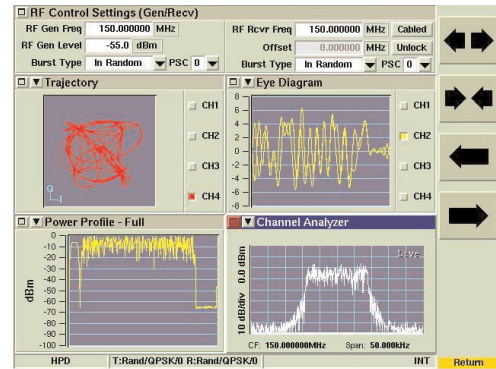 RF Control Settings (Gen/Recv)
RF Gen Freq 150.000000 MHz
RF Gen Level -55.0 dBm
Burst Type In Random PSC 0
RF Rcvr Freq 150.000000 MHz Cabled
Offset 0.000000 MHz Unlock
Burst Type In Random PSC 0
Trajectory
Q
I
CH1
CH2
CH3
CH4
Eye Diagram
8
6
4
2
0
-2
-4
-6
-8
CH1
CH2
CH3
CH4
Power Profile - Full
dBm
0
-10
-20
-30
-40
-50
-60
-70
-80
-90
-100
Channel Analyzer
Live
10 dB/div 0.0 dBm
CF: 150.000000MHz Span: 50.000kHz
HPD T:Rand/QPSK/0 R:Rand/QPSK/0 INT
Return